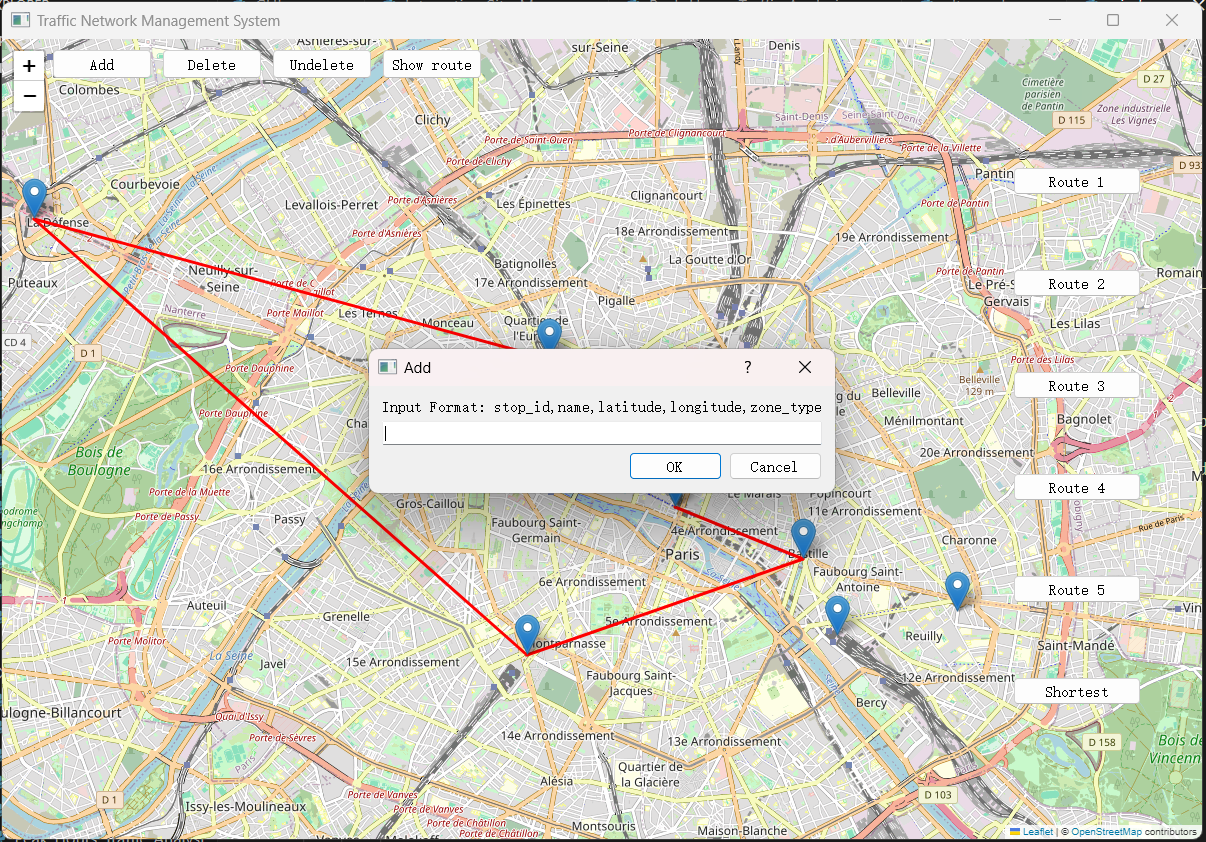 Traffic Network Management System
Add
Delete
Undelete
Show route
+
−
Asnières-sur-
sur-Seine
Denis
Colombes
Clichy
Cimetière
parisien
de Pantin
D 27
Zone industrielle
Les Vignes
D 115
Saint-Denis
Seine-Saint-Denis
Porte de Saint-Ouen
Porte de Clignancourt
Porte de Clichy
d'Aubervilliers
Porte de la Villette
D 932
Pantin
Route 1
Courbevoie
La Seine
Levallois-Perret
Porte d'Asnières
Les Épinettes
Clignancourt
Porte de Pantin
La Défense
Porte d'Asnières
18e Arrondissement
19e Arrondissement
Batignolles
La Goutte d'Or
Neuilly-sur-
Seine
17e Arrondissement
Porte de Pantin
Romain
Puteaux
Pigalle
Le Pré-S
Gervais
Route 2
Nanterre
Porte Maillot
Les Ternes
Monceau
Quartier de
l'Europe
Les Lilas
CD 4
D 1
Porte Dauphine
Porte des Lilas
Add
?
Input Format: stop_id,name,latitude,longitude,zone_type
OK
Cancel
Porte Dauphine
Belleville
129 m
Belleville
Route 3
Ménilmontant
Bagnolet
Bois de
Boulogne
16e Arrondissement
20e Arrondissement
Porte de la Muette
Gros-Caillou
Le Marais
Popincourt
11e Arrondissement
Route 4
Porte de Passy
Passy
Faubourg Saint-
Germain
4e Arrondissement
Rue de Paris
Paris
Bastille
Charonne
6e Arrondissement
Faubourg Saint-
Antoine
Route 5
Auteuil
Grenelle
5e Arrondissement
Vin
Porte Molitor
Montparnasse
Reuilly
Saint-Mandé
La Seine
Javel
15e Arrondissement
Faubourg Saint-
Jacques
12e Arrondissement
Shortest
Bercy
ulogne-Billancourt
Quai d'Issy
Porte de Sèvres
14e Arrondissement
13e Arrondissement
D 158
Bois de
Vincenn
Alésia
Quartier de
la Glacière
D 1
Issy-les-Moulineaux
Porte de Vanves
Porte de Vanves
Porte de Châtillon
Porte de Châtillon
D 103
Montsouris
Maison-Blanche
Leaflet | © OpenStreetMap contributors